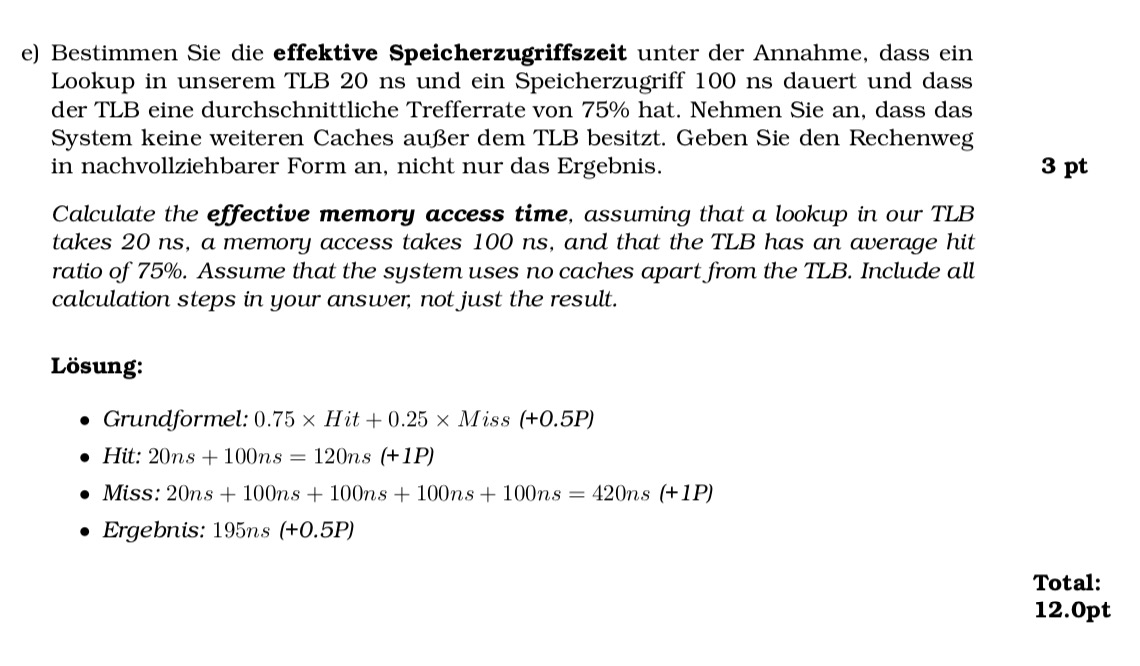 e) Bestimmen Sie die effektive Speicherzugriffszeit unter der Annahme, dass ein
Lookup in unserem TLB 20 ns und ein Speicherzugriff 100 ns dauert und dass
der TLB eine durchschnittliche Trefferrate von 75% hat. Nehmen Sie an, dass das
System keine weiteren Caches außer dem TLB besitzt. Geben Sie den Rechenweg
in nachvollziehbarer Form an, nicht nur das Ergebnis.
3 pt
Calculate the effective memory access time, assuming that a lookup in our TLB
takes 20 ns, a memory access takes 100 ns, and that the TLB has an average hit
ratio of 75%. Assume that the system uses no caches apart from the TLB. Include all
calculation steps in your answer, not just the result.
Lösung:
• Grundformel: 0.75 × Hit + 0.25 × Miss (+0.5P)
• Hit: 20ns + 100ns = 120ns (+1P)
• Miss: 20ns + 100ns + 100ns + 100ns + 100ns = 420ns (+1P)
• Ergebnis: 195ns (+0.5P)
Total:
12.0pt